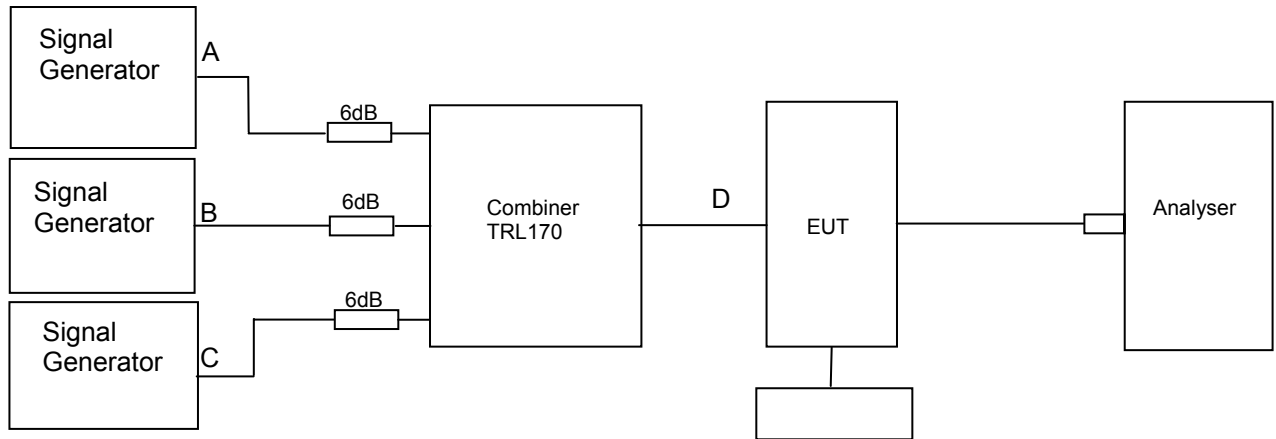 Signal
Generator
A
6dB
Signal
Generator
B
6dB
Signal
Generator
C
6dB
Combiner
TRL170
D
EUT
Analyser